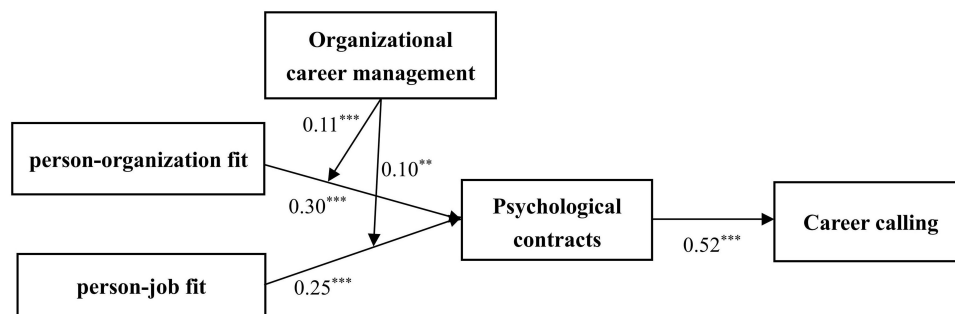 Organizational
career management
0.11***
person-organization fit
0.10**
0.30***
Psychological
contracts
0.52***
Career calling
person-job fit
0.25***